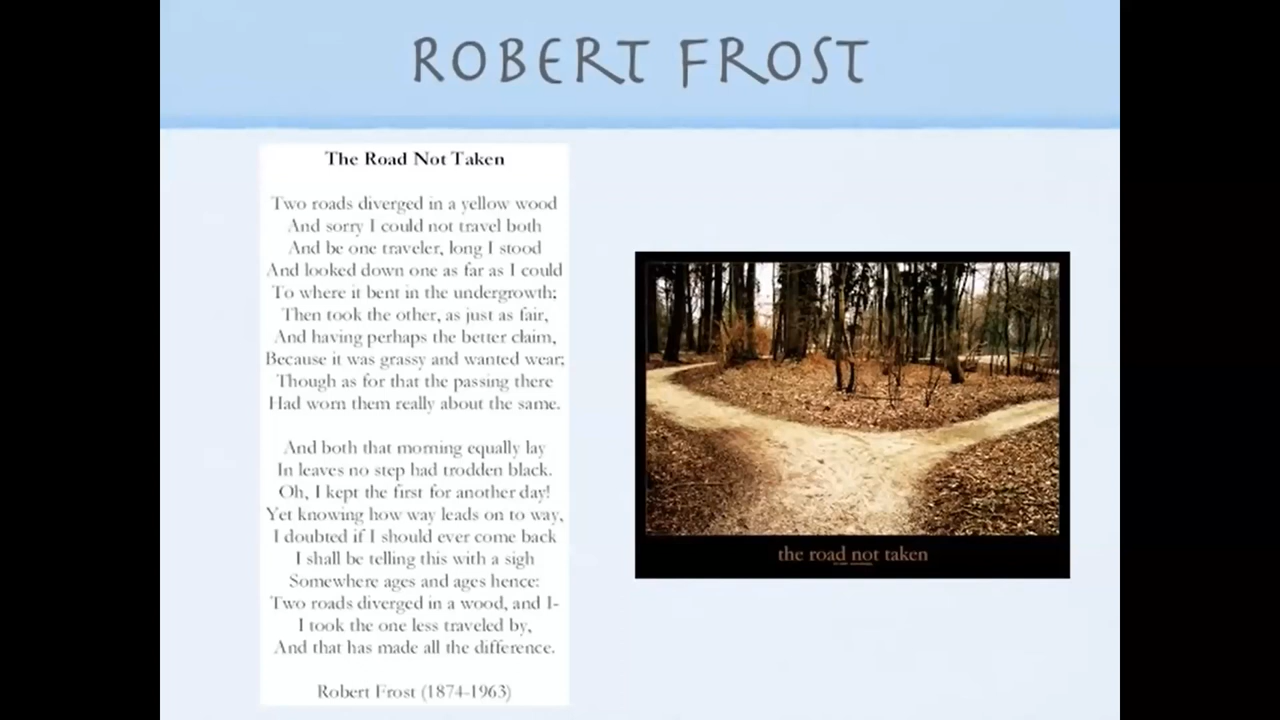 ROBERT FROST
The Road Not Taken
Two roads diverged in a yellow wood
And sorry I could not travel both
And be one traveler, long I stood
And looked down one as far as I could
To where it bent in the undergrowth;
Then took the other, as just as fair,
And having perhaps the better claim,
Because it was grassy and wanted wear;
Though as for that the passing there
Had worn them really about the same.
And both that morning equally lay
In leaves no step had trodden black.
Oh, I kept the first for another day!
Yet knowing how way leads on to way,
I doubted if I should ever come back
I shall be telling this with a sigh
Somewhere ages and ages hence:
Two roads diverged in a wood, and I-
I took the one less traveled by,
And that has made all the difference.
Robert Frost (1874-1963)
the road not taken